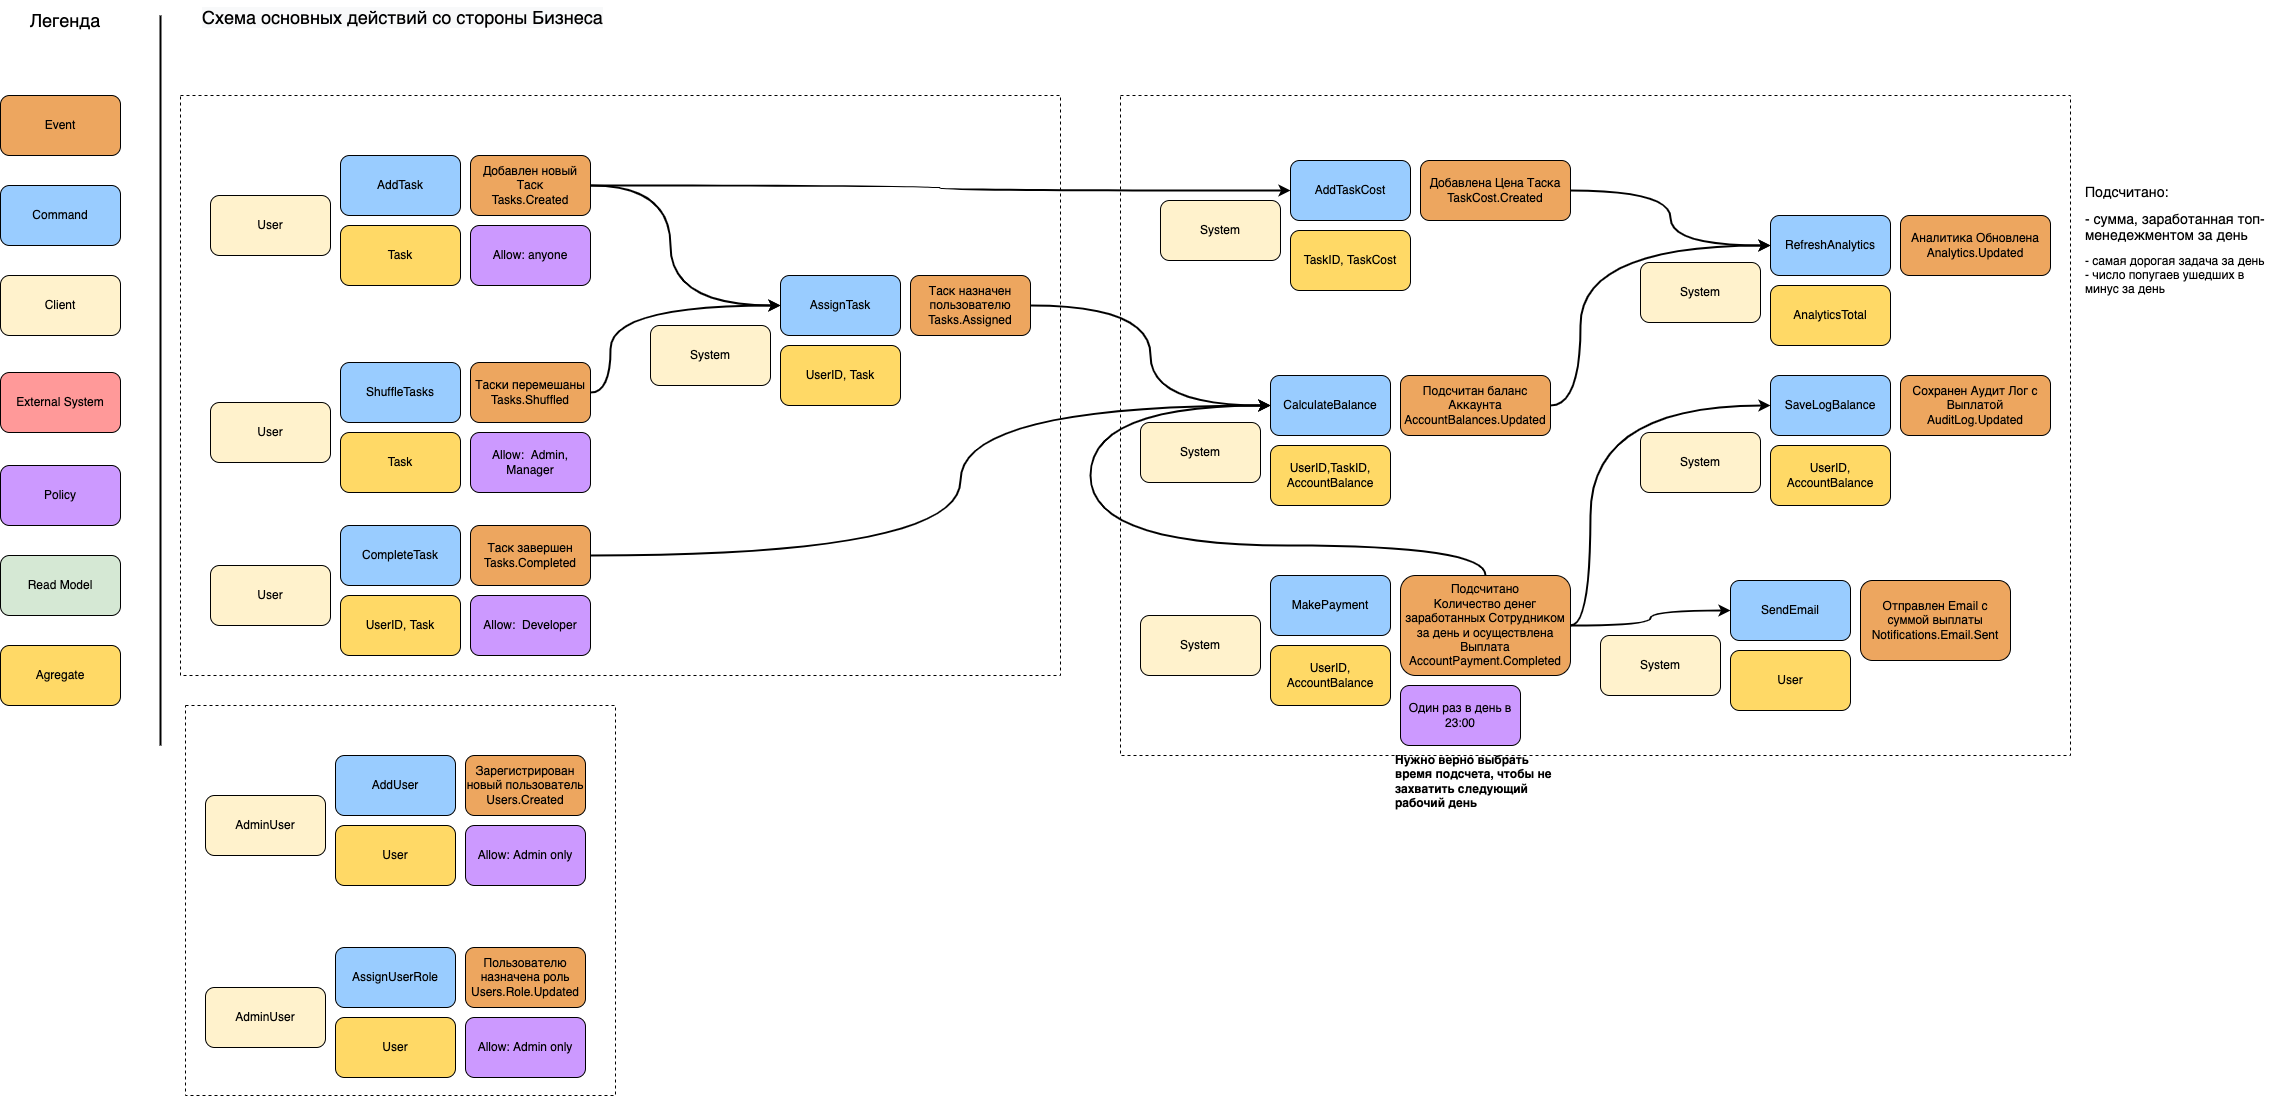 Легенда
Схема основных действий со стороны Бизнеса
Event
Command
Client
External System
Policy
Read Model
Agregate
User
AddTask
Добавлен новый
Таск
Tasks.Created
Task
Allow: anyone
User
ShuffleTasks
Таски перемешаны
Tasks.Shuffled
Task
Allow:  Admin,
Manager
User
CompleteTask
Таск завершен
Tasks.Completed
UserID, Task
Allow:  Developer
System
AssignTask
Таск назначен
пользователю
Tasks.Assigned
UserID, Task
System
AddTaskCost
Добавлена Цена Таска
TaskCost.Created
TaskID, TaskCost
System
CalculateBalance
Подсчитан баланс
Аккаунта
AccountBalances.Updated
UserID,TaskID,
AccountBalance
System
MakePayment
Подсчитано
Количество денег
заработанных Сотрудником
за день и осуществлена
Выплата
AccountPayment.Completed
UserID,
AccountBalance
Один раз в день в
23:00
Нужно верно выбрать
время подсчета, чтобы не
захватить следующий
рабочий день
System
RefreshAnalytics
Аналитика Обновлена
Analytics.Updated
AnalyticsTotal
System
SaveLogBalance
Сохранен Аудит Лог с
Выплатой
AuditLog.Updated
UserID,
AccountBalance
System
SendEmail
Отправлен Email с
суммой выплаты
Notifications.Email.Sent
User
Подсчитано:
- сумма, заработанная топ-
менедежментом за день
- самая дорогая задача за день
- число попугаев ушедших в
минус за день
AdminUser
AddUser
Зарегистрирован
новый пользователь
Users.Created
User
Allow: Admin only
AdminUser
AssignUserRole
Пользователю
назначена роль
Users.Role.Updated
User
Allow: Admin only